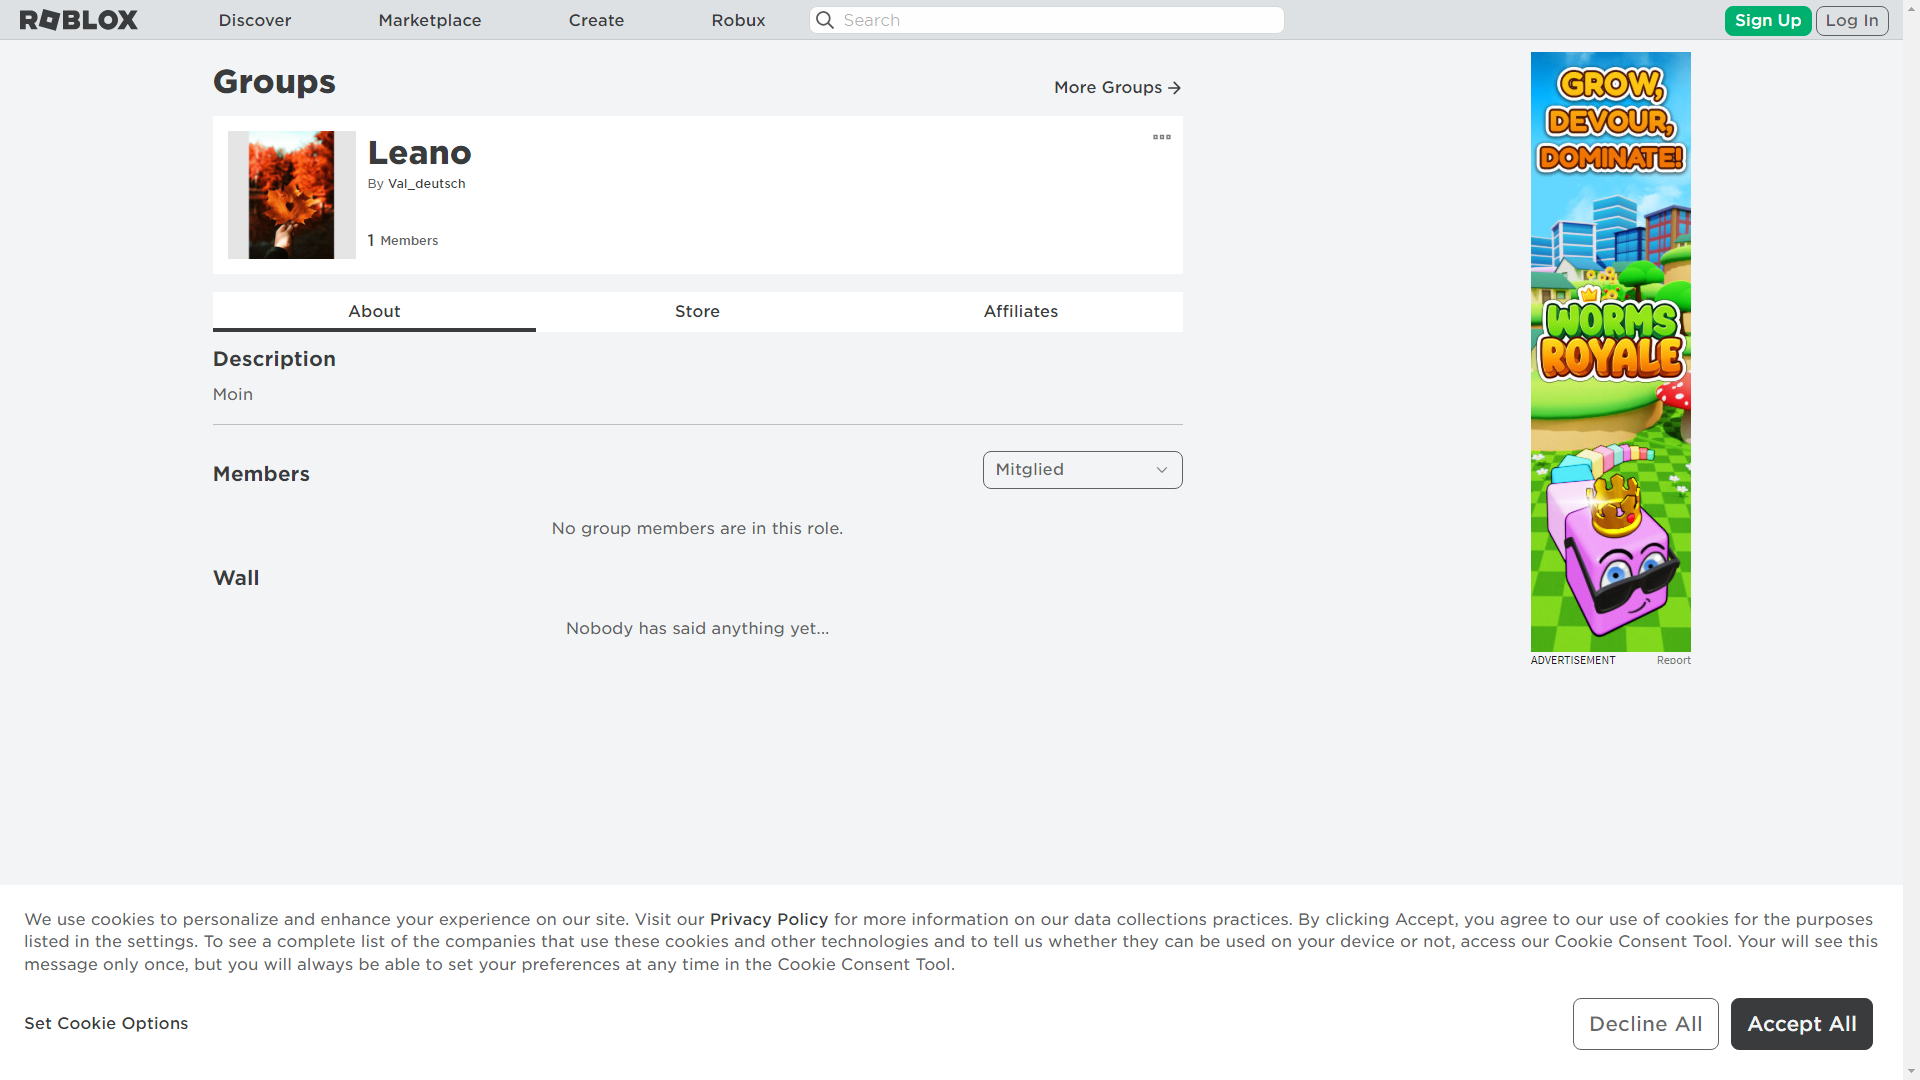 ROBLOX
Discover
Marketplace
Create
Robux
Search
Sign Up
Log In
Groups
More Groups
Leano
By Val_deutsch
1 Members
About
Store
Affiliates
Description
Moin
Members
Mitglied
No group members are in this role.
Wall
Nobody has said anything yet...
GROW,
DEVOUR,
DOMINATE!
WORMS
ROYALE
ADVERTISEMENT
Report
We use cookies to personalize and enhance your experience on our site. Visit our Privacy Policy for more information on our data collections practices. By clicking Accept, you agree to our use of cookies for the purposes
listed in the settings. To see a complete list of the companies that use these cookies and other technologies and to tell us whether they can be used on your device or not, access our Cookie Consent Tool. Your will see this
message only once, but you will always be able to set your preferences at any time in the Cookie Consent Tool.
Set Cookie Options
Decline All
Accept All